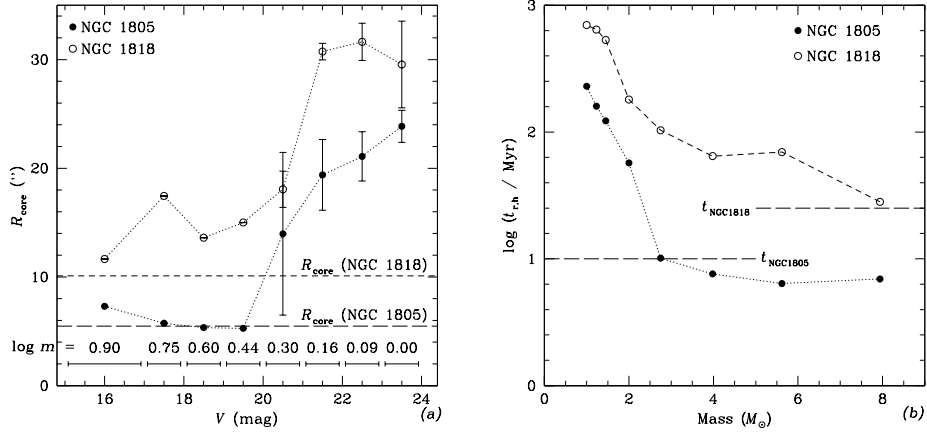 NGC 1805
NGC 1818
30
20
10
0
R_core (″)
R_core (NGC 1818)
R_core (NGC 1805)
log m = 0.90 0.75 0.60 0.44 0.30 0.16 0.09 0.00
16 18 20 22 24
V (mag)
(a)
NGC 1805
NGC 1818
3
2
1
0
log (t_r,h / Myr)
t_NGC1818
t_NGC1805
0 2 4 6 8
Mass (M_⊙)
(b)